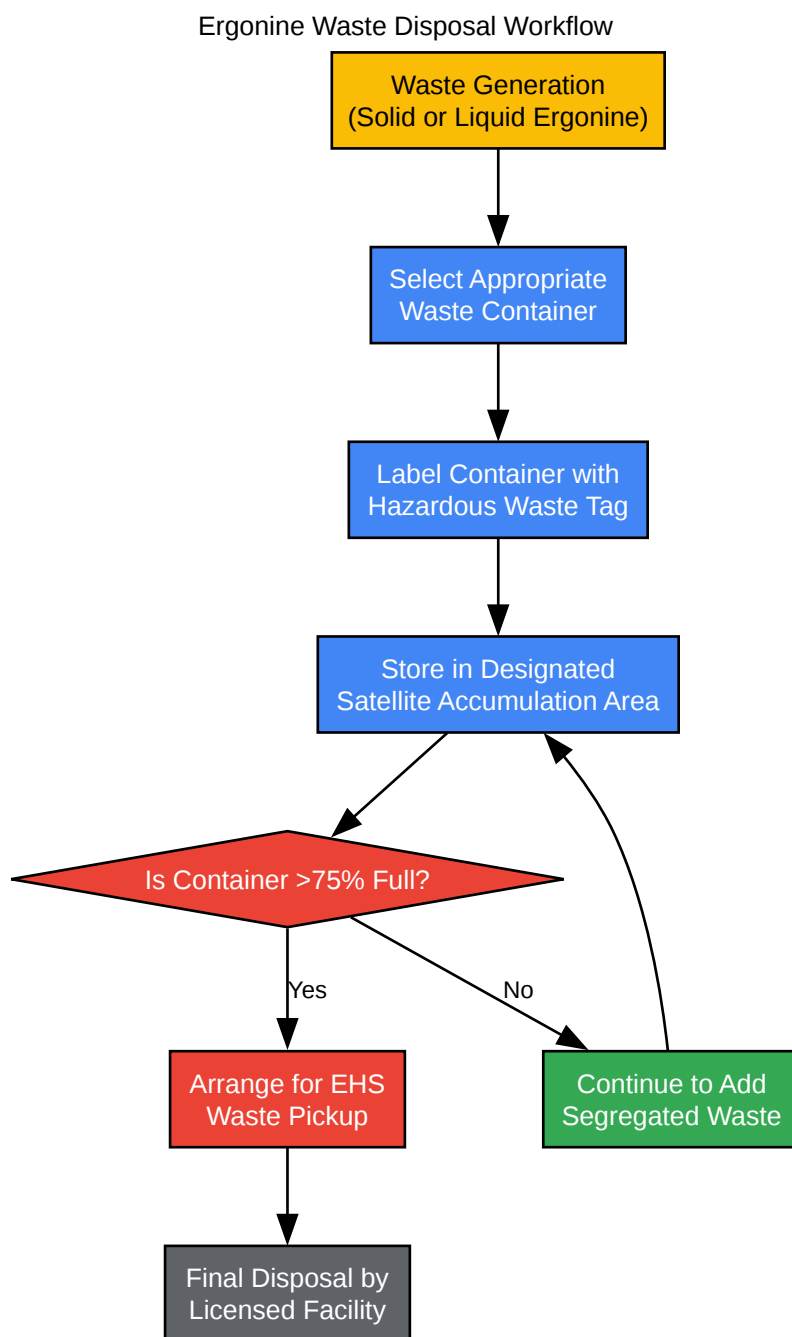 Ergonine Waste Disposal Workflow
Waste Generation
(Solid or Liquid Ergonine)
Select Appropriate
Waste Container
Label Container with
Hazardous Waste Tag
Store in Designated
Satellite Accumulation Area
Is Container >75% Full?
Yes
No
Arrange for EHS
Waste Pickup
Continue to Add
Segregated Waste
Final Disposal by
Licensed Facility